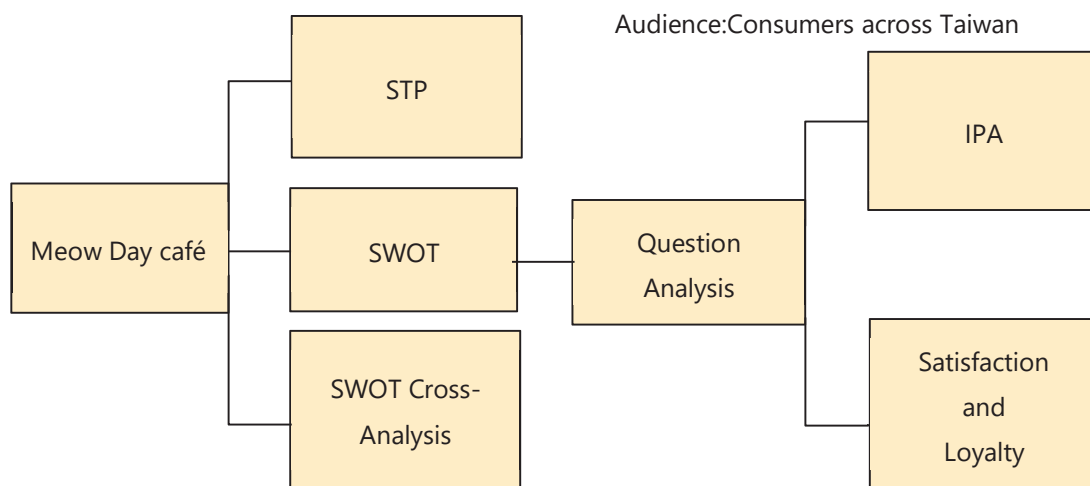 Audience:Consumers across Taiwan
STP
IPA
Meow Day café
SWOT
Question
Analysis
SWOT Cross-
Analysis
Satisfaction
and
Loyalty